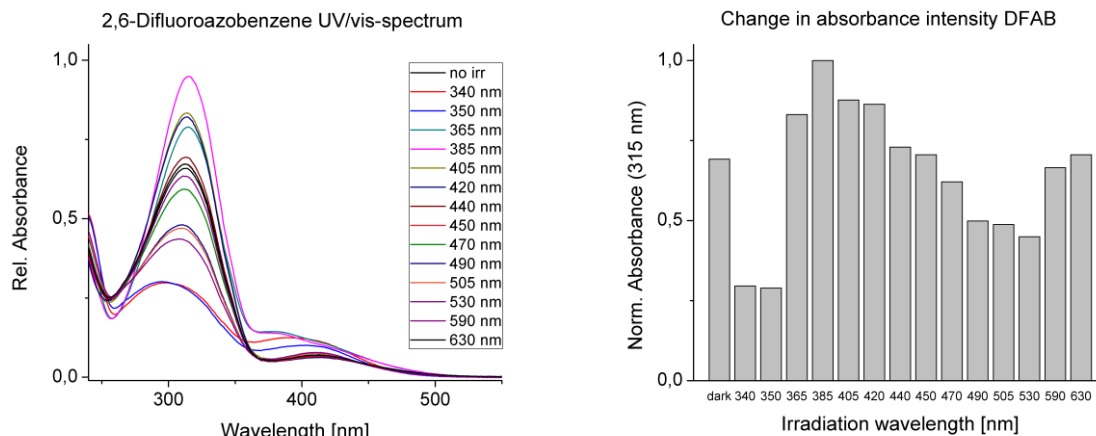 2,6-Difluoroazobenzene UV/vis-spectrum
1,0
0,5
0,0
Rel. Absorbance
300
400
500
Wavelength [nm]
no irr
340 nm
350 nm
365 nm
385 nm
405 nm
420 nm
440 nm
450 nm
470 nm
490 nm
505 nm
530 nm
590 nm
630 nm
Change in absorbance intensity DFAB
1,0
0,5
0,0
Norm. Absorbance (315 nm)
dark 340 350 365 385 405 420 440 450 470 490 505 530 590 630
Irradiation wavelength [nm]